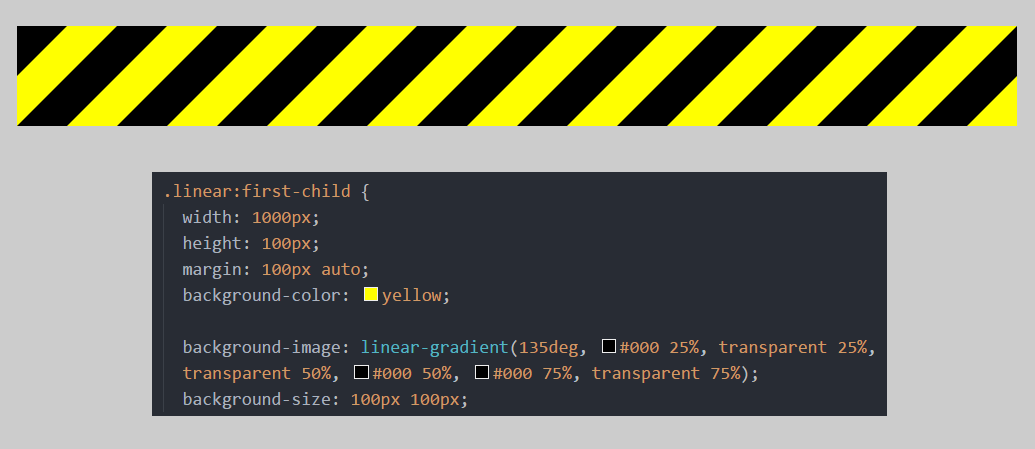 .linear:first-child {
width: 1000px;
height: 100px;
margin: 100px auto;
background-color: yellow;
background-image: linear-gradient(135deg, #000 25%, transparent 25%,
transparent 50%, #000 50%, #000 75%, transparent 75%);
background-size: 100px 100px;